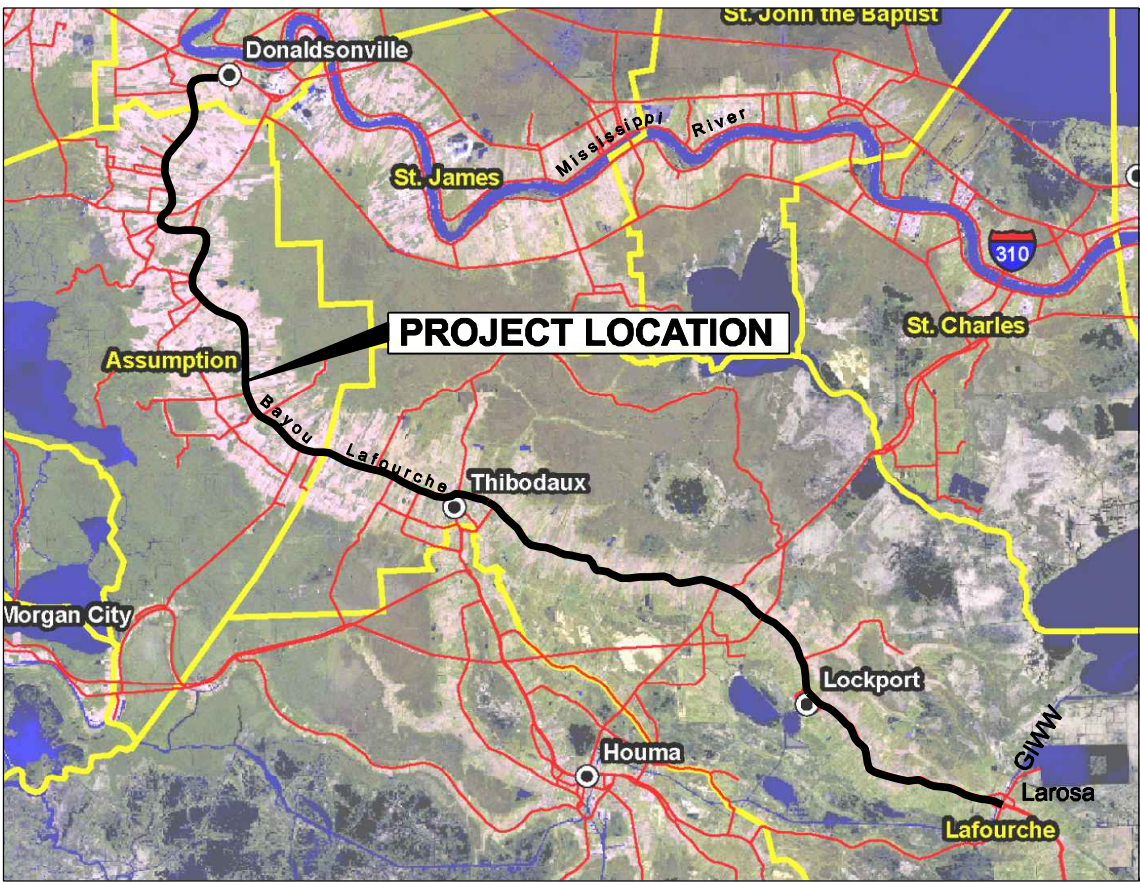 St. John the Baptist
Donaldsonville
Mississippi River
St. James
310
St. Charles
PROJECT LOCATION
Assumption
Bayou Lafourche
Thibodaux
Morgan City
Lockport
GIWW
Houma
Larosa
Lafourche